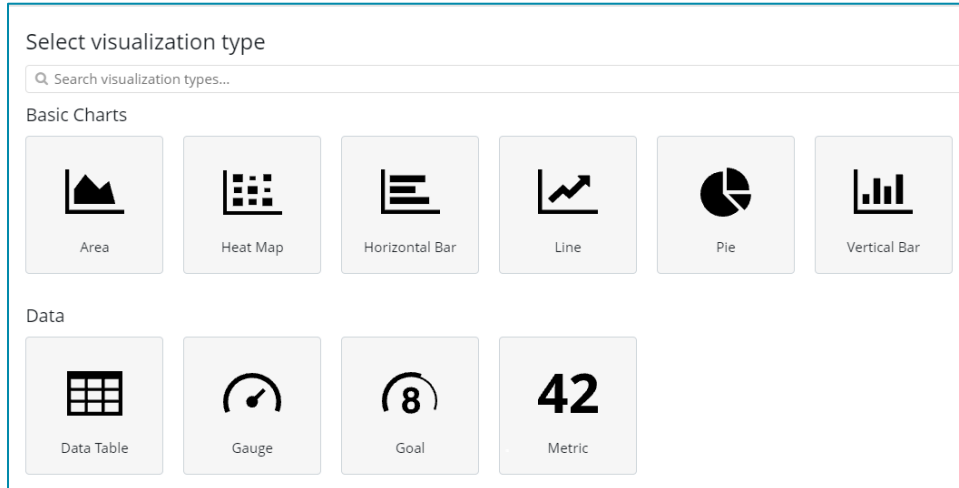 Select visualization type
Search visualization types...
Basic Charts
Area Heat Map Horizontal Bar Line Pie Vertical Bar
Data
8 42
Data Table Gauge Goal Metric